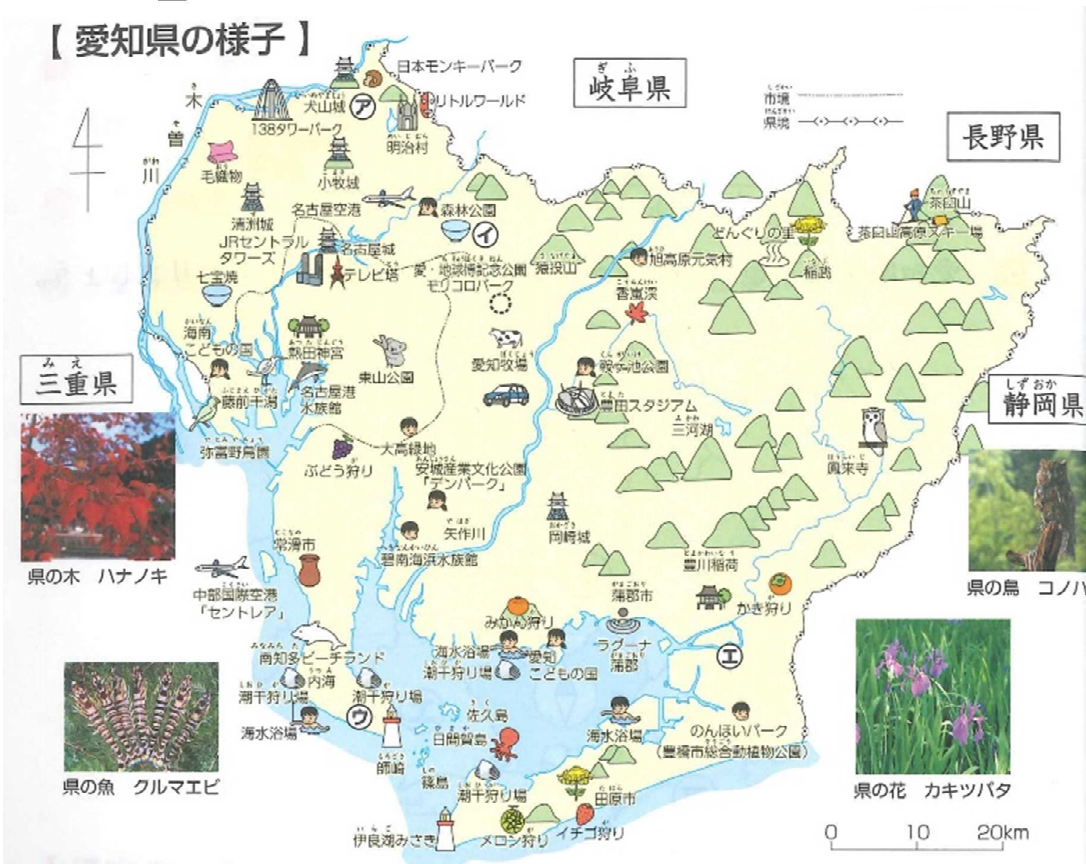 【愛知県の様子】
日本モンキーパーク
岐阜県
ぎ ふ
市境
県境
長野県
木曽川
き そ がわ
138タワーパーク
犬山城
ア
リトルワールド
明治村
毛織物
小牧城
清洲城
名古屋空港
森林公園
イ
茶臼山
茶臼山高原スキー場
どんぐりの里
稲武
JRセントラル
タワーズ
名古屋城
テレビ塔
愛・地球博記念公園
モリコロパーク
猿投山
旭高原元気村
七宝焼
香嵐渓
海南
こどもの国
熱田神宮
東山公園
愛知牧場
鞍ヶ池公園
三重県
み え
静岡県
しず おか
藤前干潟
名古屋港
水族館
豊田スタジアム
三河湖
弥富野鳥園
ぶどう狩り
大高緑地
安城産業文化公園
「デンパーク」
鳳来寺
岡崎城
矢作川
碧南海浜水族館
常滑市
豊川稲荷
県の木 ハナノキ
県の鳥 コノハ
中部国際空港
「セントレア」
蒲郡市
かき狩り
みかん狩り
南知多ビーチランド
海水浴場
潮干狩り場
愛知
こどもの国
ラグーナ
蒲郡
エ
内海
潮干狩り場
潮干狩り場
ウ
海水浴場
佐久島
日間賀島
師崎
篠島
海水浴場
のんほいパーク
(豊橋市総合動植物公園)
潮干狩り場
田原市
伊良湖みさき
メロン狩り
イチゴ狩り
県の魚 クルマエビ
県の花 カキツバタ
0 10 20km